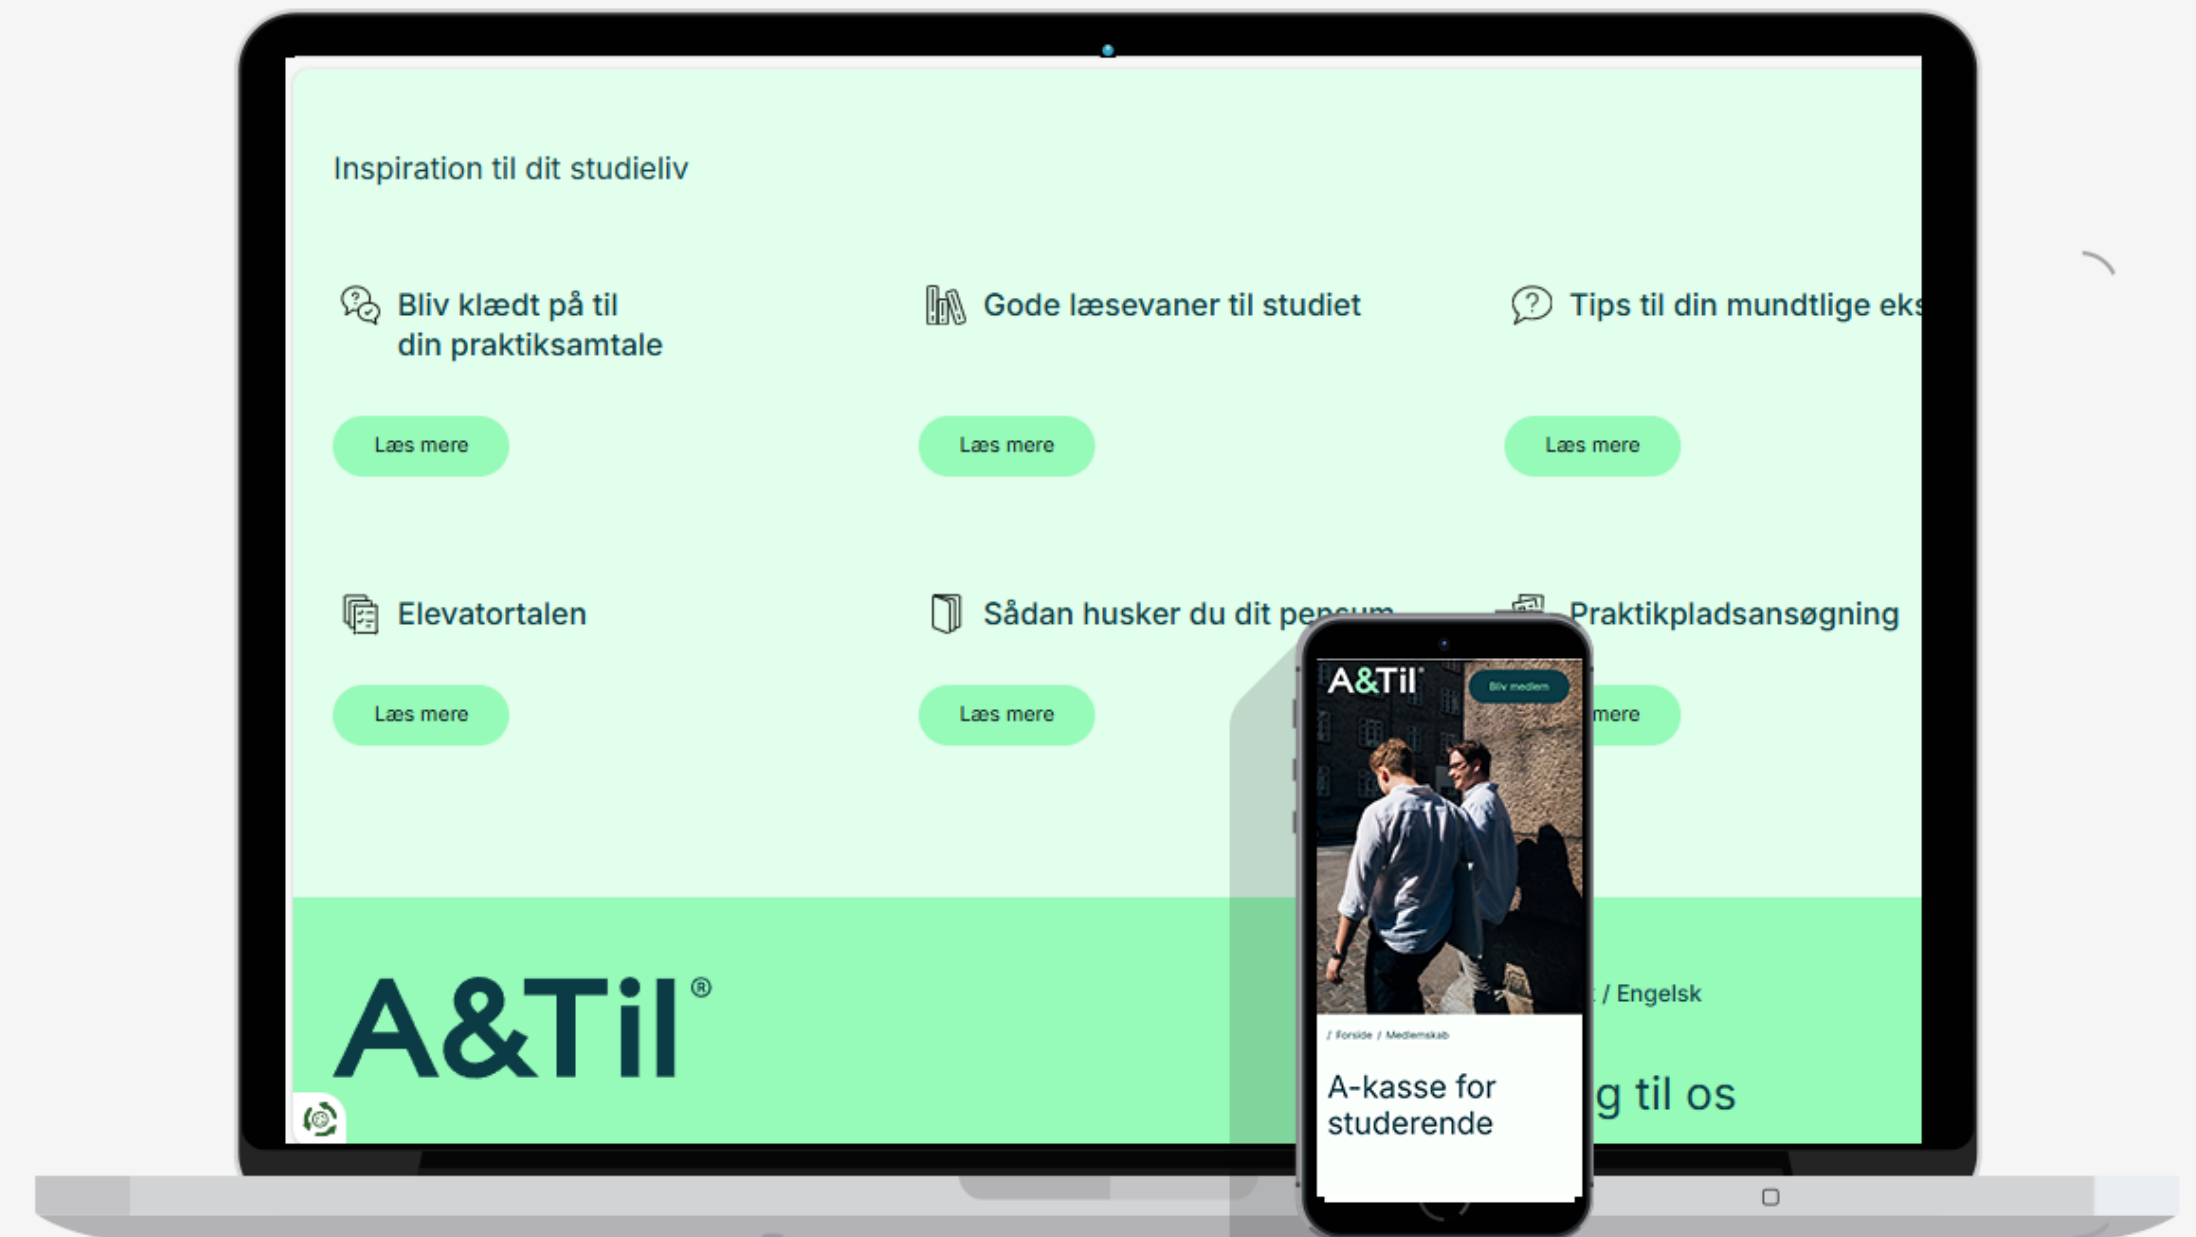 Inspiration til dit studieliv
Bliv klædt på til
din praktiksamtale
Læs mere
Gode læsevaner til studiet
Læs mere
Tips til din mundtlige eks
Læs mere
Elevatortalen
Læs mere
Sådan husker du dit pensum
Læs mere
Praktikpladsansøgning
mere
A&Til®
/ Engelsk
g til os
A&Til
Bliv medlem
/ Forside / Medlemskab
A-kasse for
studerende